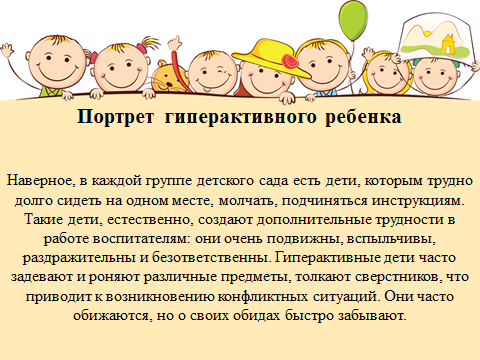 Портрет гиперактивного ребенка
Наверное, в каждой группе детского сада есть дети, которым трудно
долго сидеть на одном месте, молчать, подчиняться инструкциям.
Такие дети, естественно, создают дополнительные трудности в
работе воспитателям: они очень подвижны, вспыльчивы,
раздражительны и безответственны. Гиперактивные дети часто
задевают и роняют различные предметы, толкают сверстников, что
приводит к возникновению конфликтных ситуаций. Они часто
обижаются, но о своих обидах быстро забывают.